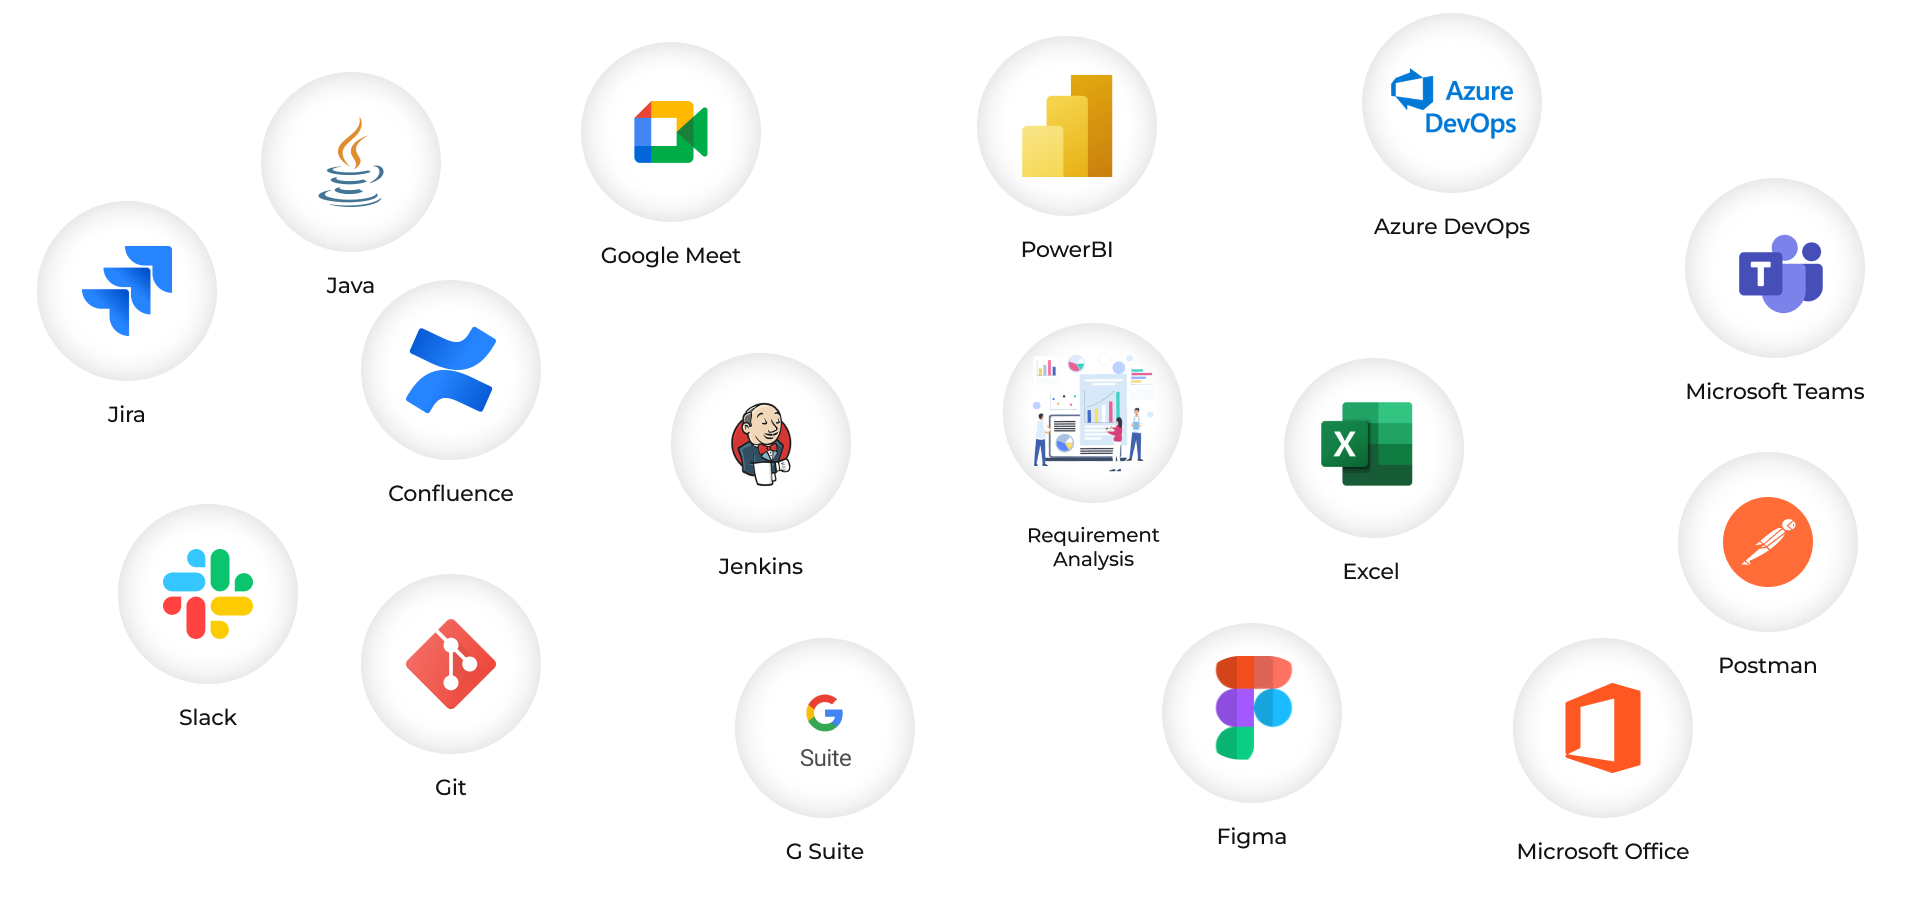 Azure
DevOps
Azure DevOps
Google Meet
PowerBI
Java
T
Microsoft Teams
Jira
Confluence
X
Requirement
Analysis
Jenkins
Excel
Postman
Slack
Git
G
Suite
G Suite
Figma
Microsoft Office